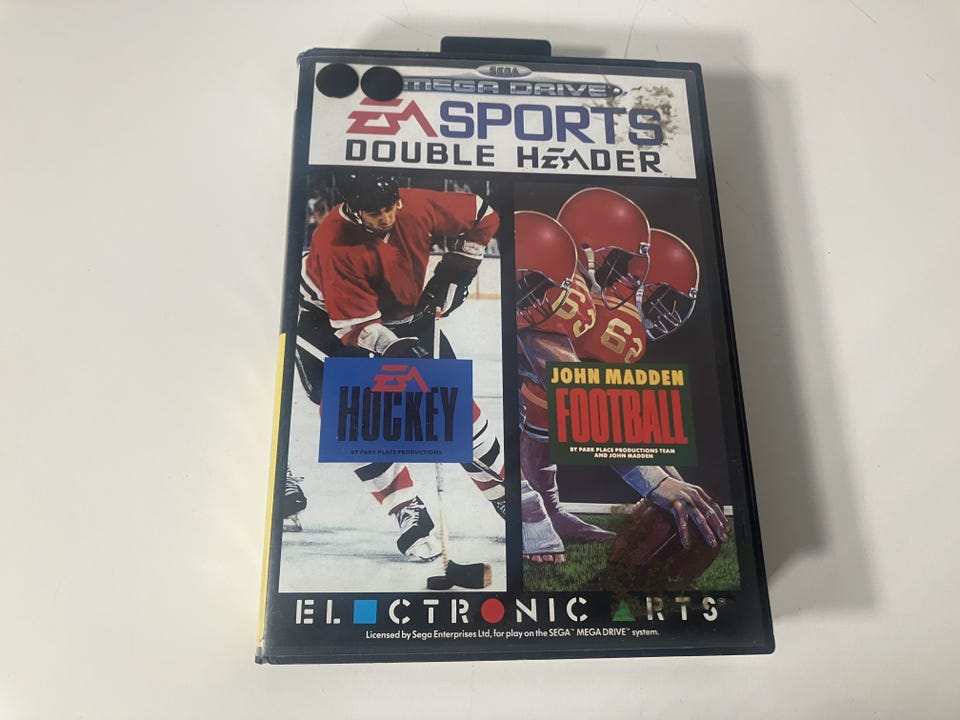 SEGA
MEGA DRIVE
EA SPORTS
DOUBLE HEADER
63
63
EA
HOCKEY
BY PARK PLACE PRODUCTIONS
JOHN MADDEN
FOOTBALL
BY PARK PLACE PRODUCTIONS TEAM
AND JOHN MADDEN
ELECTRONIC ARTS®
Licensed by Sega Enterprises Ltd, for play on the SEGA™ MEGA DRIVE™ system.